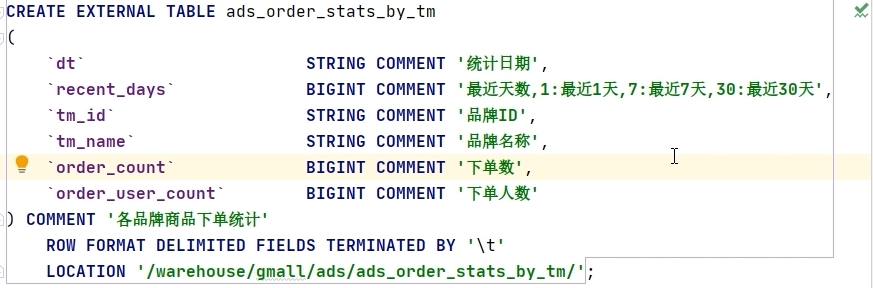 CREATE EXTERNAL TABLE ads_order_stats_by_tm
(
    `dt`                      STRING COMMENT '统计日期',
    `recent_days`             BIGINT COMMENT '最近天数,1:最近1天,7:最近7天,30:最近30天',
    `tm_id`                   STRING COMMENT '品牌ID',
    `tm_name`                 STRING COMMENT '品牌名称',
    `order_count`             BIGINT COMMENT '下单数',
    `order_user_count`        BIGINT COMMENT '下单人数'
) COMMENT '各品牌商品下单统计'
    ROW FORMAT DELIMITED FIELDS TERMINATED BY '\t'
    LOCATION '/warehouse/gmall/ads/ads_order_stats_by_tm/';